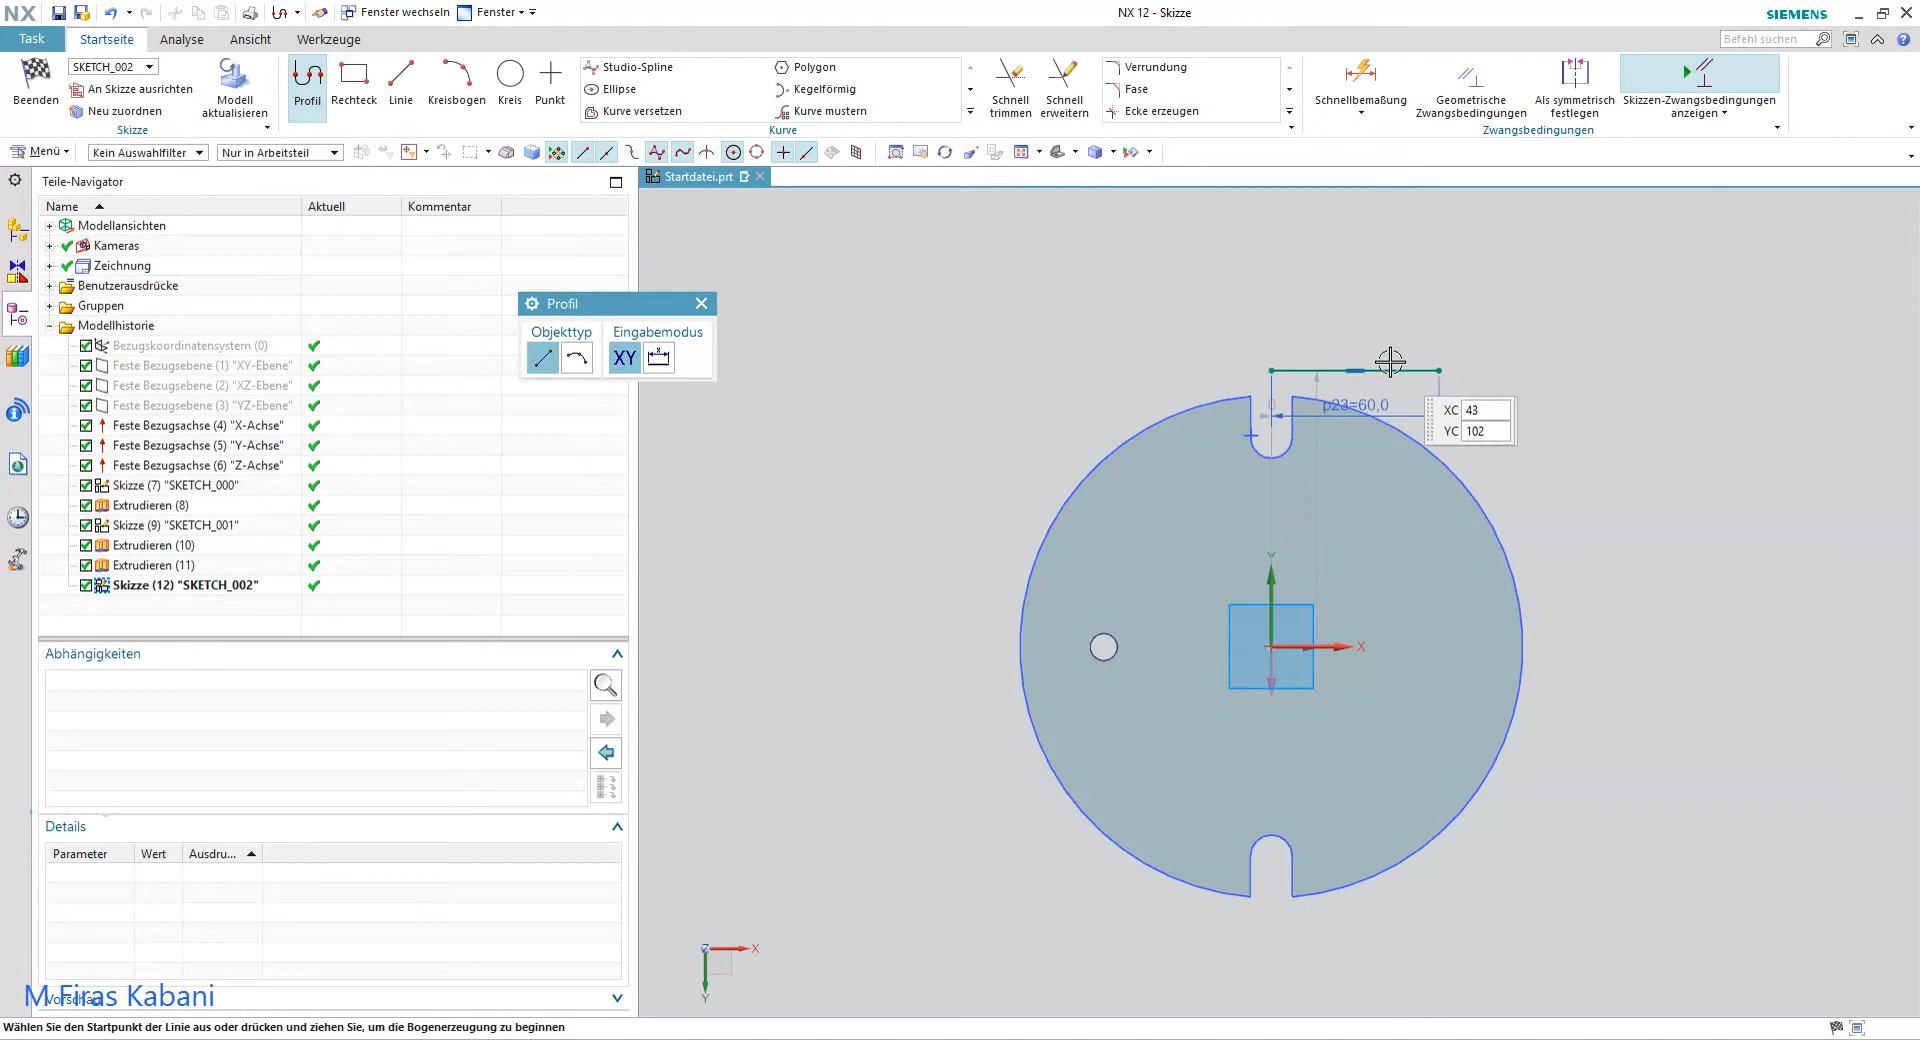 NX
Fenster wechseln
Fenster
NX 12 - Skizze
SIEMENS
Task
Startseite
Analyse
Ansicht
Werkzeuge
Befehl suchen
Beenden
SKETCH_002
An Skizze ausrichten
Neu zuordnen
Skizze
Modell
aktualisieren
Profil
Rechteck
Linie
Kreisbogen
Kreis
Punkt
Studio-Spline
Ellipse
Kurve versetzen
Polygon
Kegelförmig
Kurve mustern
Kurve
Schnell
trimmen
Schnell
erweitern
Verrundung
Fase
Ecke erzeugen
Schnellbemaßung
Geometrische
Zwangsbedingungen
Als symmetrisch
festlegen
Skizzen-Zwangsbedingungen
anzeigen
Zwangsbedingungen
Menü
Kein Auswahlfilter
Nur in Arbeitsteil
Teile-Navigator
Startdatei.prt
Name
Aktuell
Kommentar
Modellansichten
Kameras
Zeichnung
Benutzerausdrücke
Gruppen
Modellhistorie
Bezugskoordinatensystem (0)
Feste Bezugsebene (1) "XY-Ebene"
Feste Bezugsebene (2) "XZ-Ebene"
Feste Bezugsebene (3) "YZ-Ebene"
Feste Bezugsachse (4) "X-Achse"
Feste Bezugsachse (5) "Y-Achse"
Feste Bezugsachse (6) "Z-Achse"
Skizze (7) "SKETCH_000"
Extrudieren (8)
Skizze (9) "SKETCH_001"
Extrudieren (10)
Extrudieren (11)
Skizze (12) "SKETCH_002"
Profil
Objekttyp
Eingabemodus
XY
0
p23=60,0
XC 43
YC 102
Y
X
Abhängigkeiten
Details
Parameter
Wert
Ausdru...
Z
X
Y
M.Firas Kabani
Wählen Sie den Startpunkt der Linie aus oder drücken und ziehen Sie, um die Bogenerzeugung zu beginnen